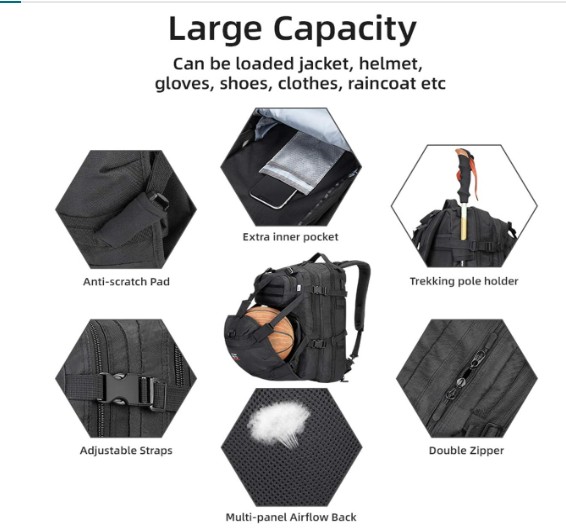 Large Capacity
Can be loaded jacket, helmet,
gloves, shoes, clothes, raincoat etc
Extra inner pocket
Anti-scratch Pad
Trekking pole holder
Adjustable Straps
Double Zipper
Multi-panel Airflow Back